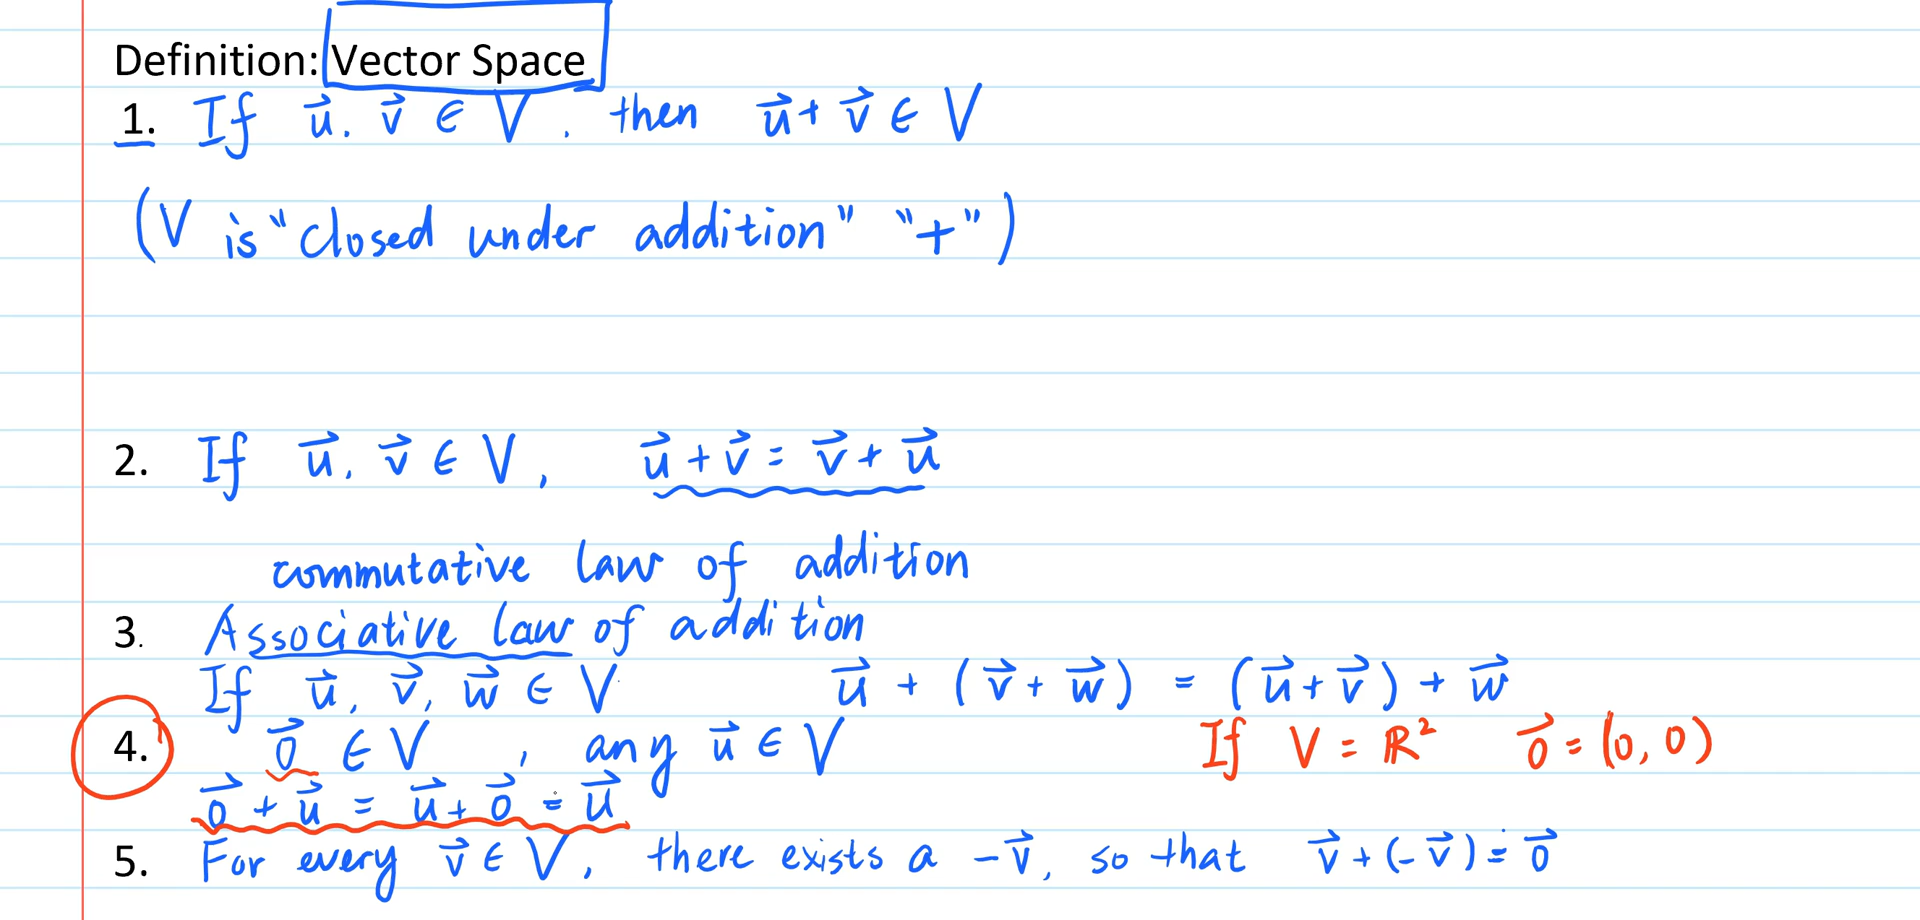 Definition: Vector Space
1. If u⃗, v⃗ ∈ V, then u⃗ + v⃗ ∈ V
(V is "closed under addition" "+")
2. If u⃗, v⃗ ∈ V, u⃗ + v⃗ = v⃗ + u⃗
commutative law of addition
3. Associative law of addition
If u⃗, v⃗, w⃗ ∈ V u⃗ + (v⃗ + w⃗) = (u⃗ + v⃗) + w⃗
4. 0⃗ ∈ V, any u⃗ ∈ V If V = ℝ² 0⃗ = (0, 0)
0⃗ + u⃗ = u⃗ + 0⃗ = u⃗
5. For every v⃗ ∈ V, there exists a -v⃗, so that v⃗ + (-v⃗) = 0⃗